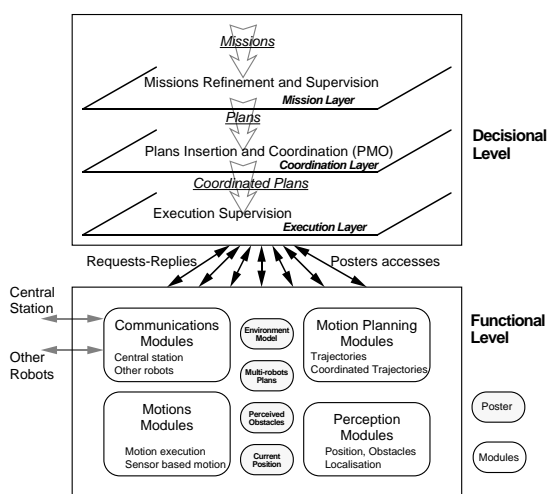 Missions
Missions Refinement and Supervision
Mission Layer
Plans
Plans Insertion and Coordination (PMO)
Coordination Layer
Coordinated Plans
Execution Supervision
Execution Layer
Decisional
Level
Requests-Replies
Posters accesses
Central
Station
Other
Robots
Communications
Modules
Central station
Other robots
Environment
Model
Multi-robots
Plans
Perceived
Obstacles
Current
Position
Motion Planning
Modules
Trajectories
Coordinated Trajectories
Motions
Modules
Motion execution
Sensor based motion
Perception
Modules
Position, Obstacles
Localisation
Functional
Level
Poster
Modules